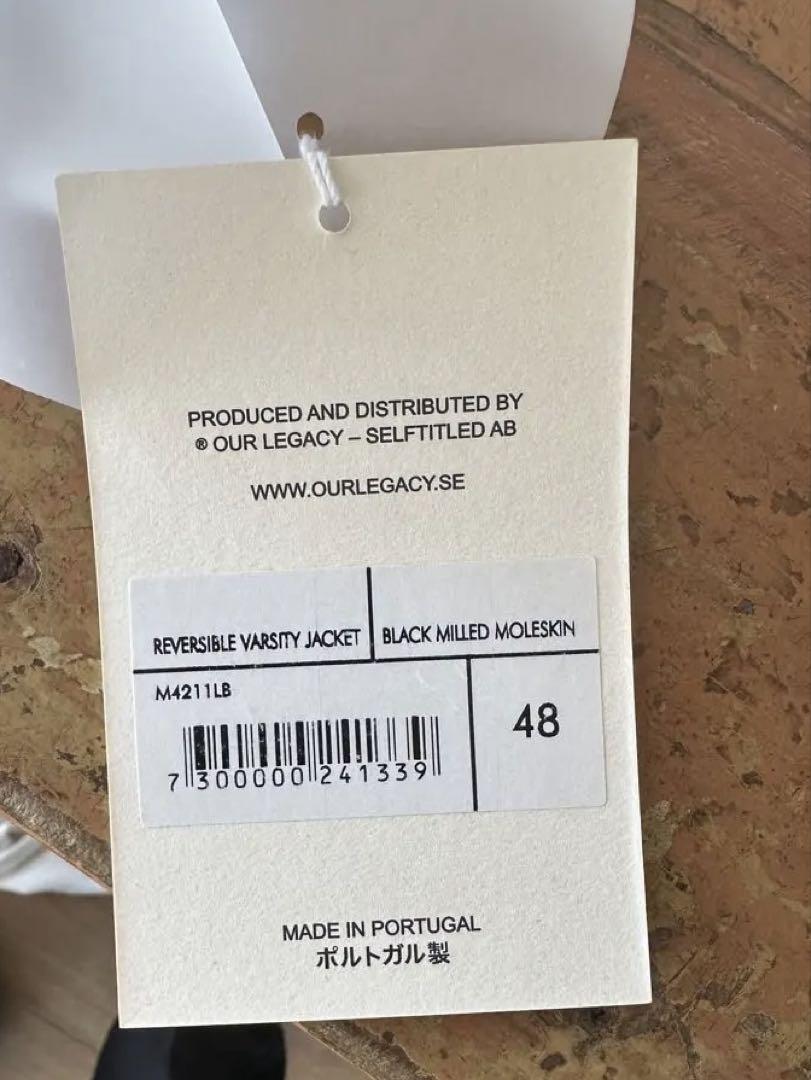 PRODUCED AND DISTRIBUTED BY
® OUR LEGACY – SELFTITLED AB
WWW.OURLEGACY.SE
REVERSIBLE VARSITY JACKET
BLACK MILLED MOLESKIN
M4211LB
48
7 300000 241339
MADE IN PORTUGAL
ポルトガル製